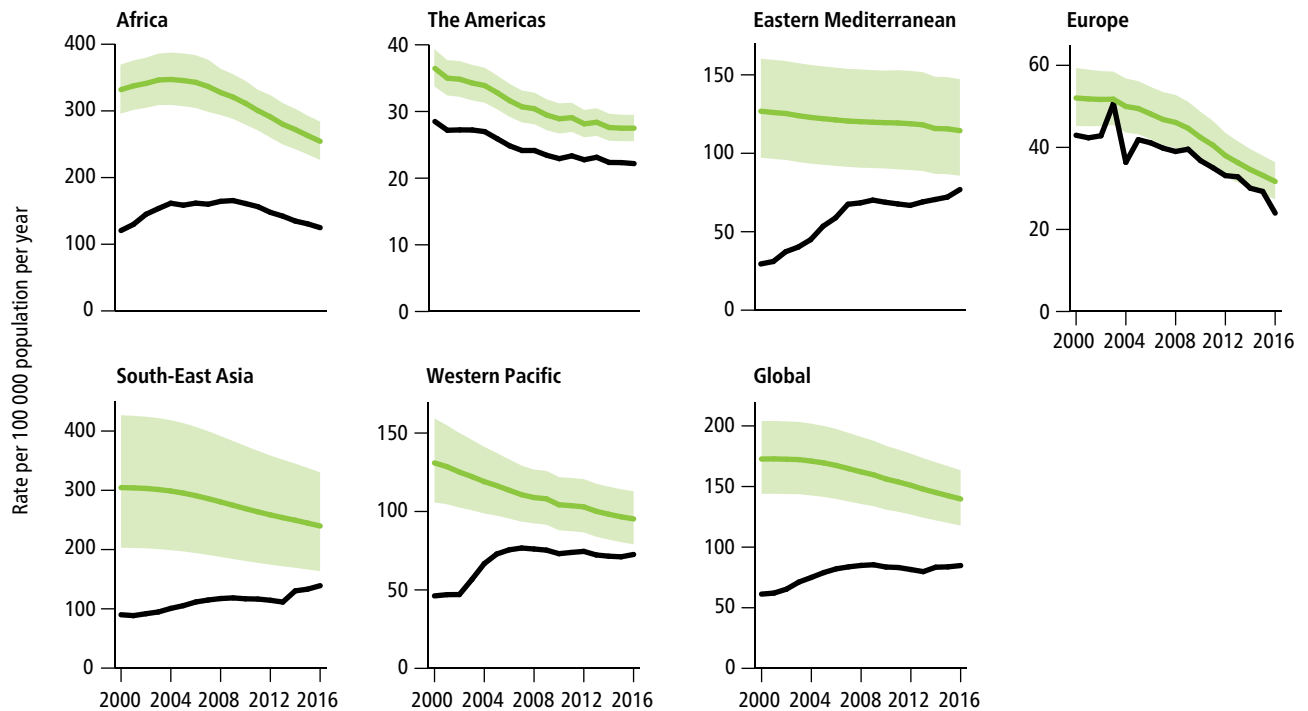 Rate per 100 000 population per year
Africa
400
300
200
100
0
The Americas
40
30
20
10
0
Eastern Mediterranean
150
100
50
0
Europe
60
40
20
0
2000 2004 2008 2012 2016
South-East Asia
400
300
200
100
0
2000 2004 2008 2012 2016
Western Pacific
150
100
50
0
2000 2004 2008 2012 2016
Global
200
150
100
50
0
2000 2004 2008 2012 2016